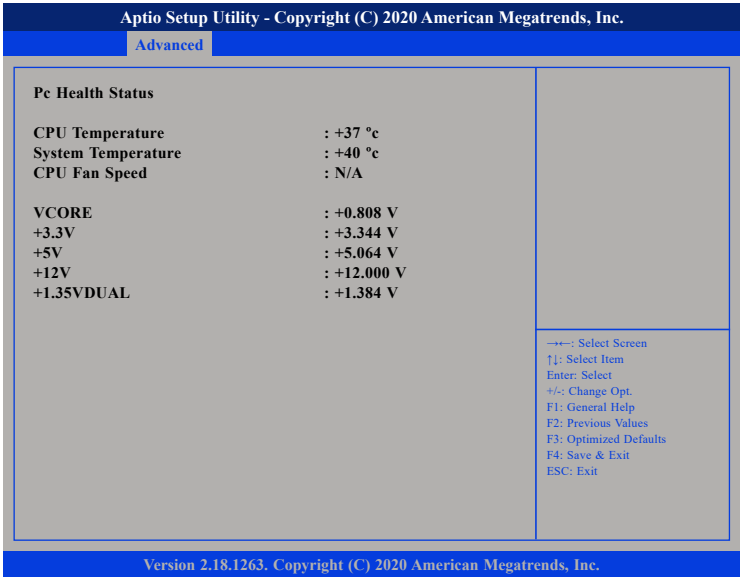 Aptio Setup Utility - Copyright (C) 2020 American Megatrends, Inc.
Advanced
Pc Health Status
CPU Temperature : +37 °c
System Temperature : +40 °c
CPU Fan Speed : N/A
VCORE : +0.808 V
+3.3V : +3.344 V
+5V : +5.064 V
+12V : +12.000 V
+1.35VDUAL : +1.384 V
→←: Select Screen
↑↓: Select Item
Enter: Select
+/-: Change Opt.
F1: General Help
F2: Previous Values
F3: Optimized Defaults
F4: Save & Exit
ESC: Exit
Version 2.18.1263. Copyright (C) 2020 American Megatrends, Inc.